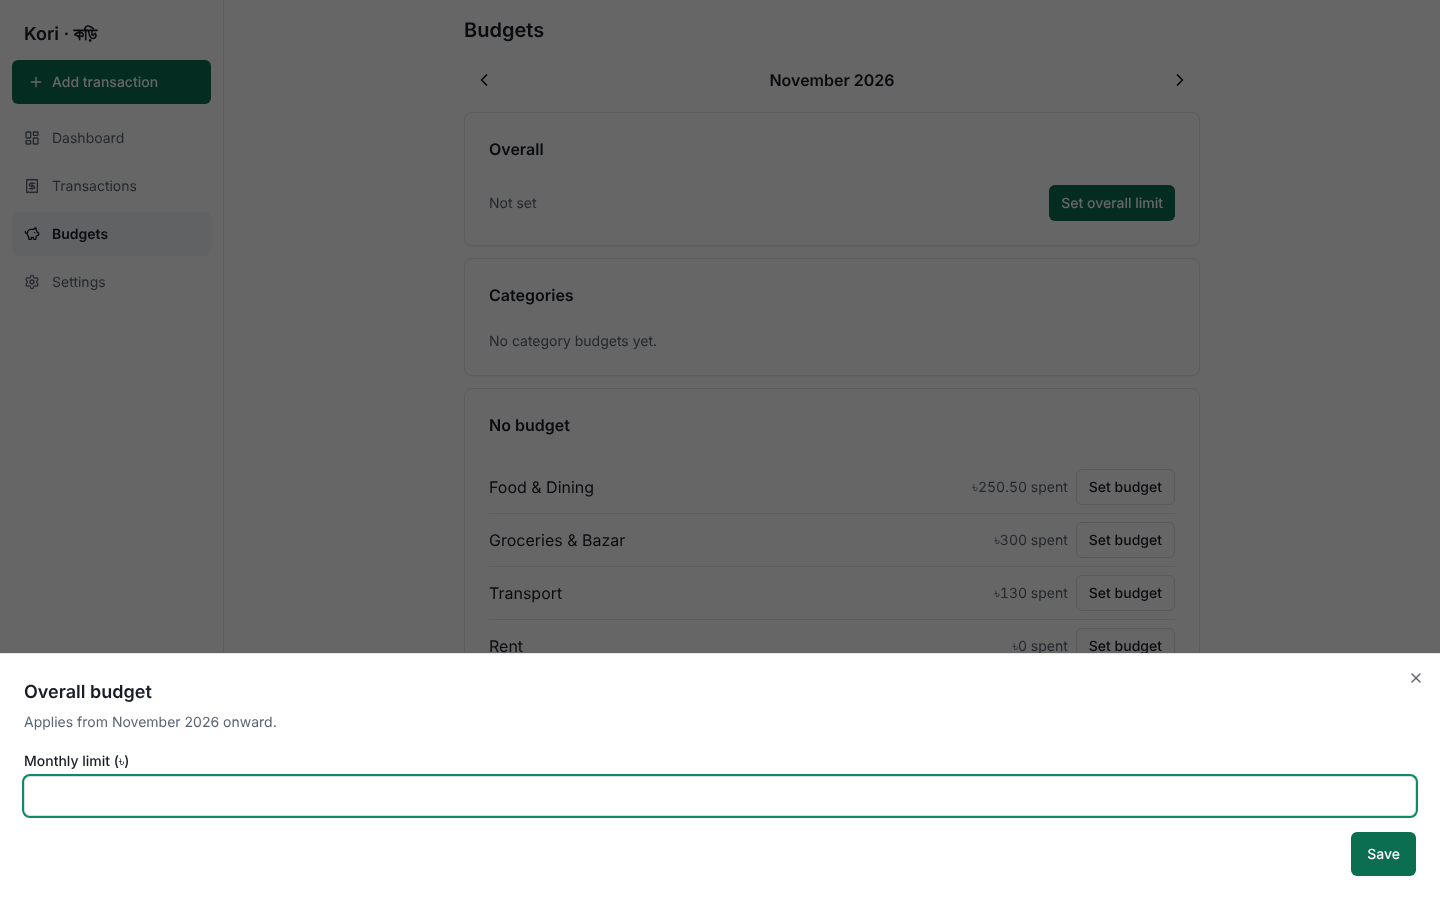 Kori · কড়ি
Add transaction
Dashboard
Transactions
Budgets
Settings
Budgets
November 2026
Overall
Not set
Set overall limit
Categories
No category budgets yet.
No budget
Food & Dining ৳250.50 spent Set budget
Groceries & Bazar ৳300 spent Set budget
Transport ৳130 spent Set budget
Rent ৳0 spent Set budget
Overall budget
Applies from November 2026 onward.
Monthly limit (৳)
Save